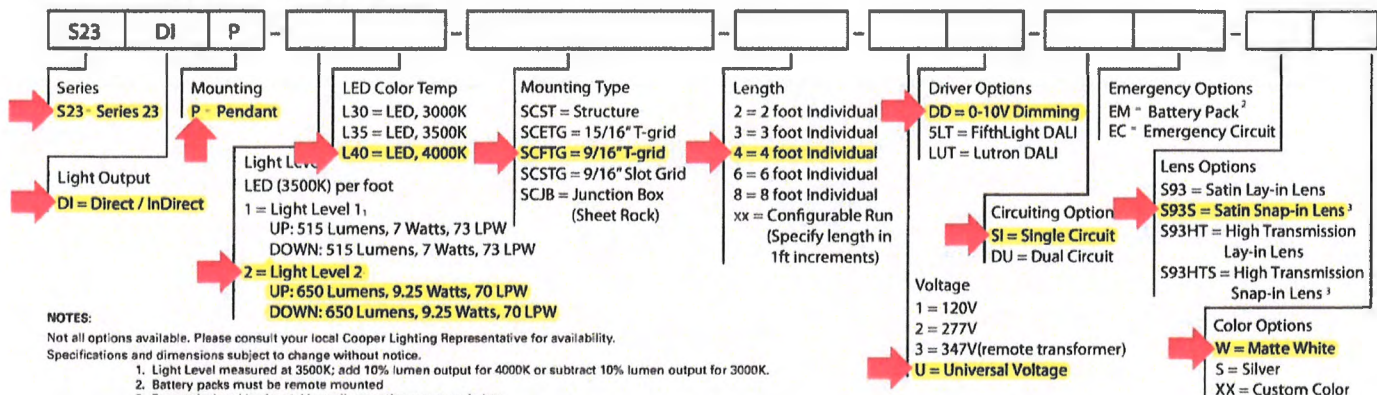 S23 DI P - - - - - -
Series
S23 = Series 23
Mounting
P = Pendant
Light Output
DI = Direct / InDirect
Light Level
LED (3500K) per foot
1 = Light Level 1₁
UP: 515 Lumens, 7 Watts, 73 LPW
DOWN: 515 Lumens, 7 Watts, 73 LPW
2 = Light Level 2
UP: 650 Lumens, 9.25 Watts, 70 LPW
DOWN: 650 Lumens, 9.25 Watts, 70 LPW
LED Color Temp
L30 = LED, 3000K
L35 = LED, 3500K
L40 = LED, 4000K
Mounting Type
SCST = Structure
SCETG = 15/16" T-grid
SCFTG = 9/16" T-grid
SCSTG = 9/16" Slot Grid
SCJB = Junction Box
(Sheet Rock)
Length
2 = 2 foot Individual
3 = 3 foot Individual
4 = 4 foot Individual
6 = 6 foot Individual
8 = 8 foot Individual
xx = Configurable Run
(Specify length in
1ft increments)
Driver Options
DD = 0-10V Dimming
5LT = FifthLight DALI
LUT = Lutron DALI
Voltage
1 = 120V
2 = 277V
3 = 347V(remote transformer)
U = Universal Voltage
Circuiting Option
SI = Single Circuit
DU = Dual Circuit
Emergency Options
EM = Battery Pack²
EC = Emergency Circuit
Lens Options
S93 = Satin Lay-in Lens
S93S = Satin Snap-in Lens ³
S93HT = High Transmission
Lay-in Lens
S93HTS = High Transmission
Snap-in Lens ³
Color Options
W = Matte White
S = Silver
XX = Custom Color
NOTES:
Not all options available. Please consult your local Cooper Lighting Representative for availability.
Specifications and dimensions subject to change without notice.
1. Light Level measured at 3500K; add 10% lumen output for 4000K or subtract 10% lumen output for 3000K.
2. Battery packs must be remote mounted